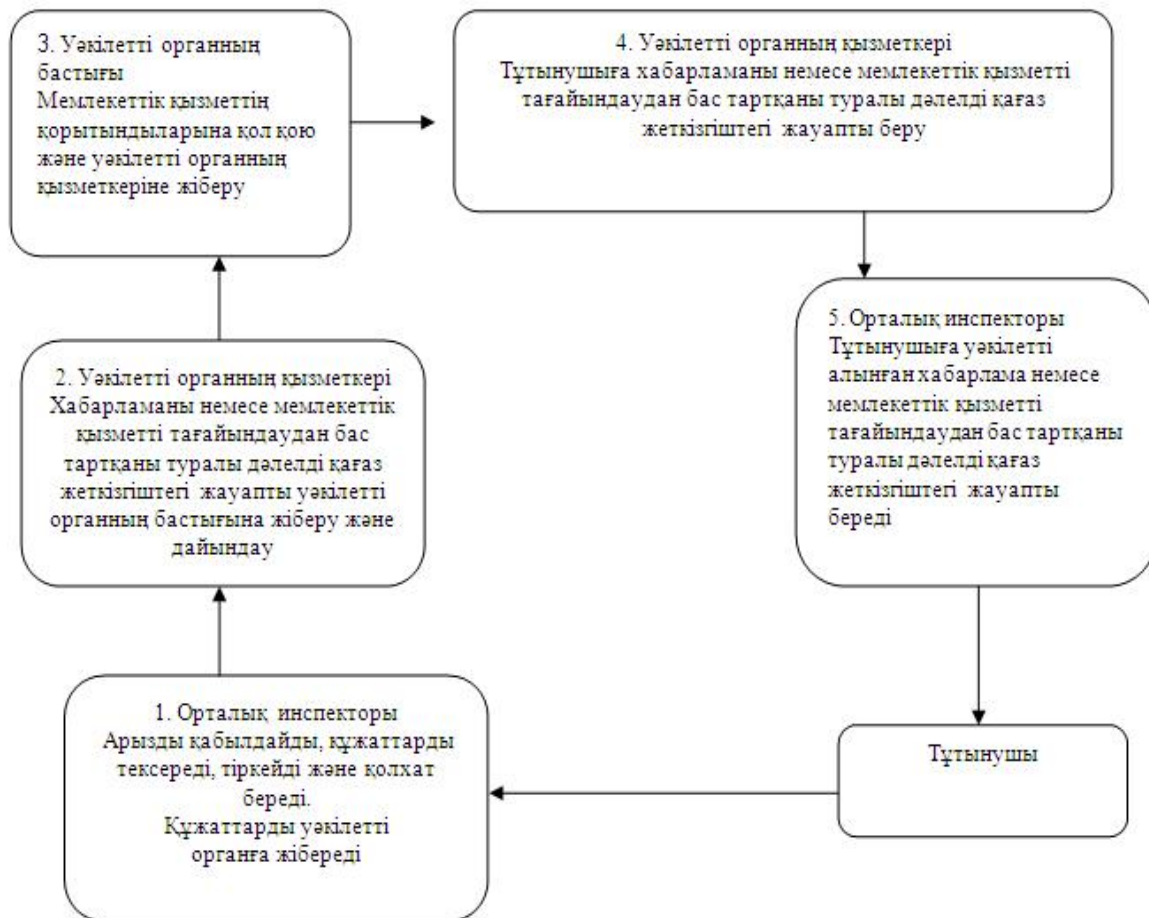 3. Уәкілетті органның
бастығы
Мемлекеттік қызметтің
қорытындыларына қол қою
және уәкілетті органның
қызметкеріне жіберу
4. Уәкілетті органның қызметкері
Тұтынушыға хабарламаны немесе мемлекеттік қызметті
тағайындаудан бас тартқаны туралы дәлелді қағаз
жеткізгіштегі жауапты беру
5. Орталық инспекторы
Тұтынушыға уәкілетті
алынған хабарлама немесе
мемлекеттік қызметті
тағайындаудан бас тартқаны
туралы дәлелді қағаз
жеткізгіштегі жауапты
береді
2. Уәкілетті органның қызметкері
Хабарламаны немесе мемлекеттік
қызметті тағайындаудан бас
тартқаны туралы дәлелді қағаз
жеткізгіштегі жауапты уәкілетті
органның бастығына жіберу және
дайындау
1. Орталық инспекторы
Арызды қабылдайды, құжаттарды
тексереді, тіркейді және қолхат
береді.
Құжаттарды уәкілетті
органға жібереді
Тұтынушы